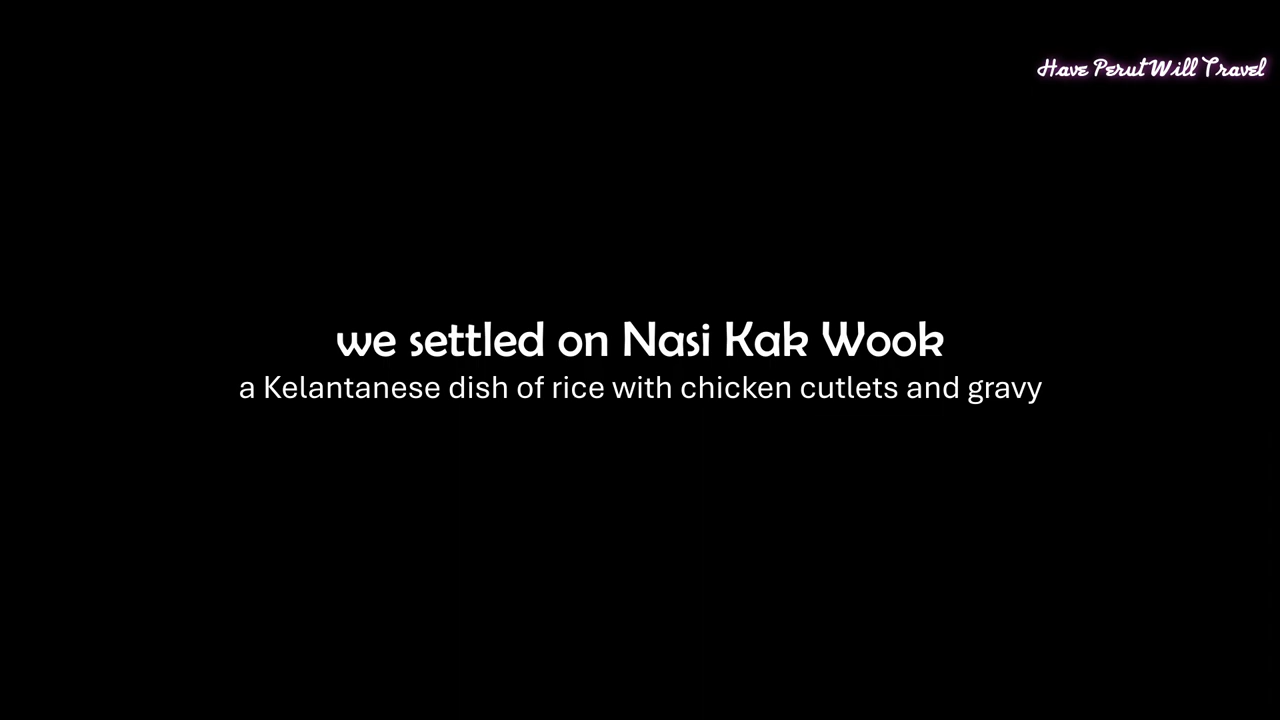 Have Perut Will Travel
we settled on Nasi Kak Wook
a Kelantanese dish of rice with chicken cutlets and gravy